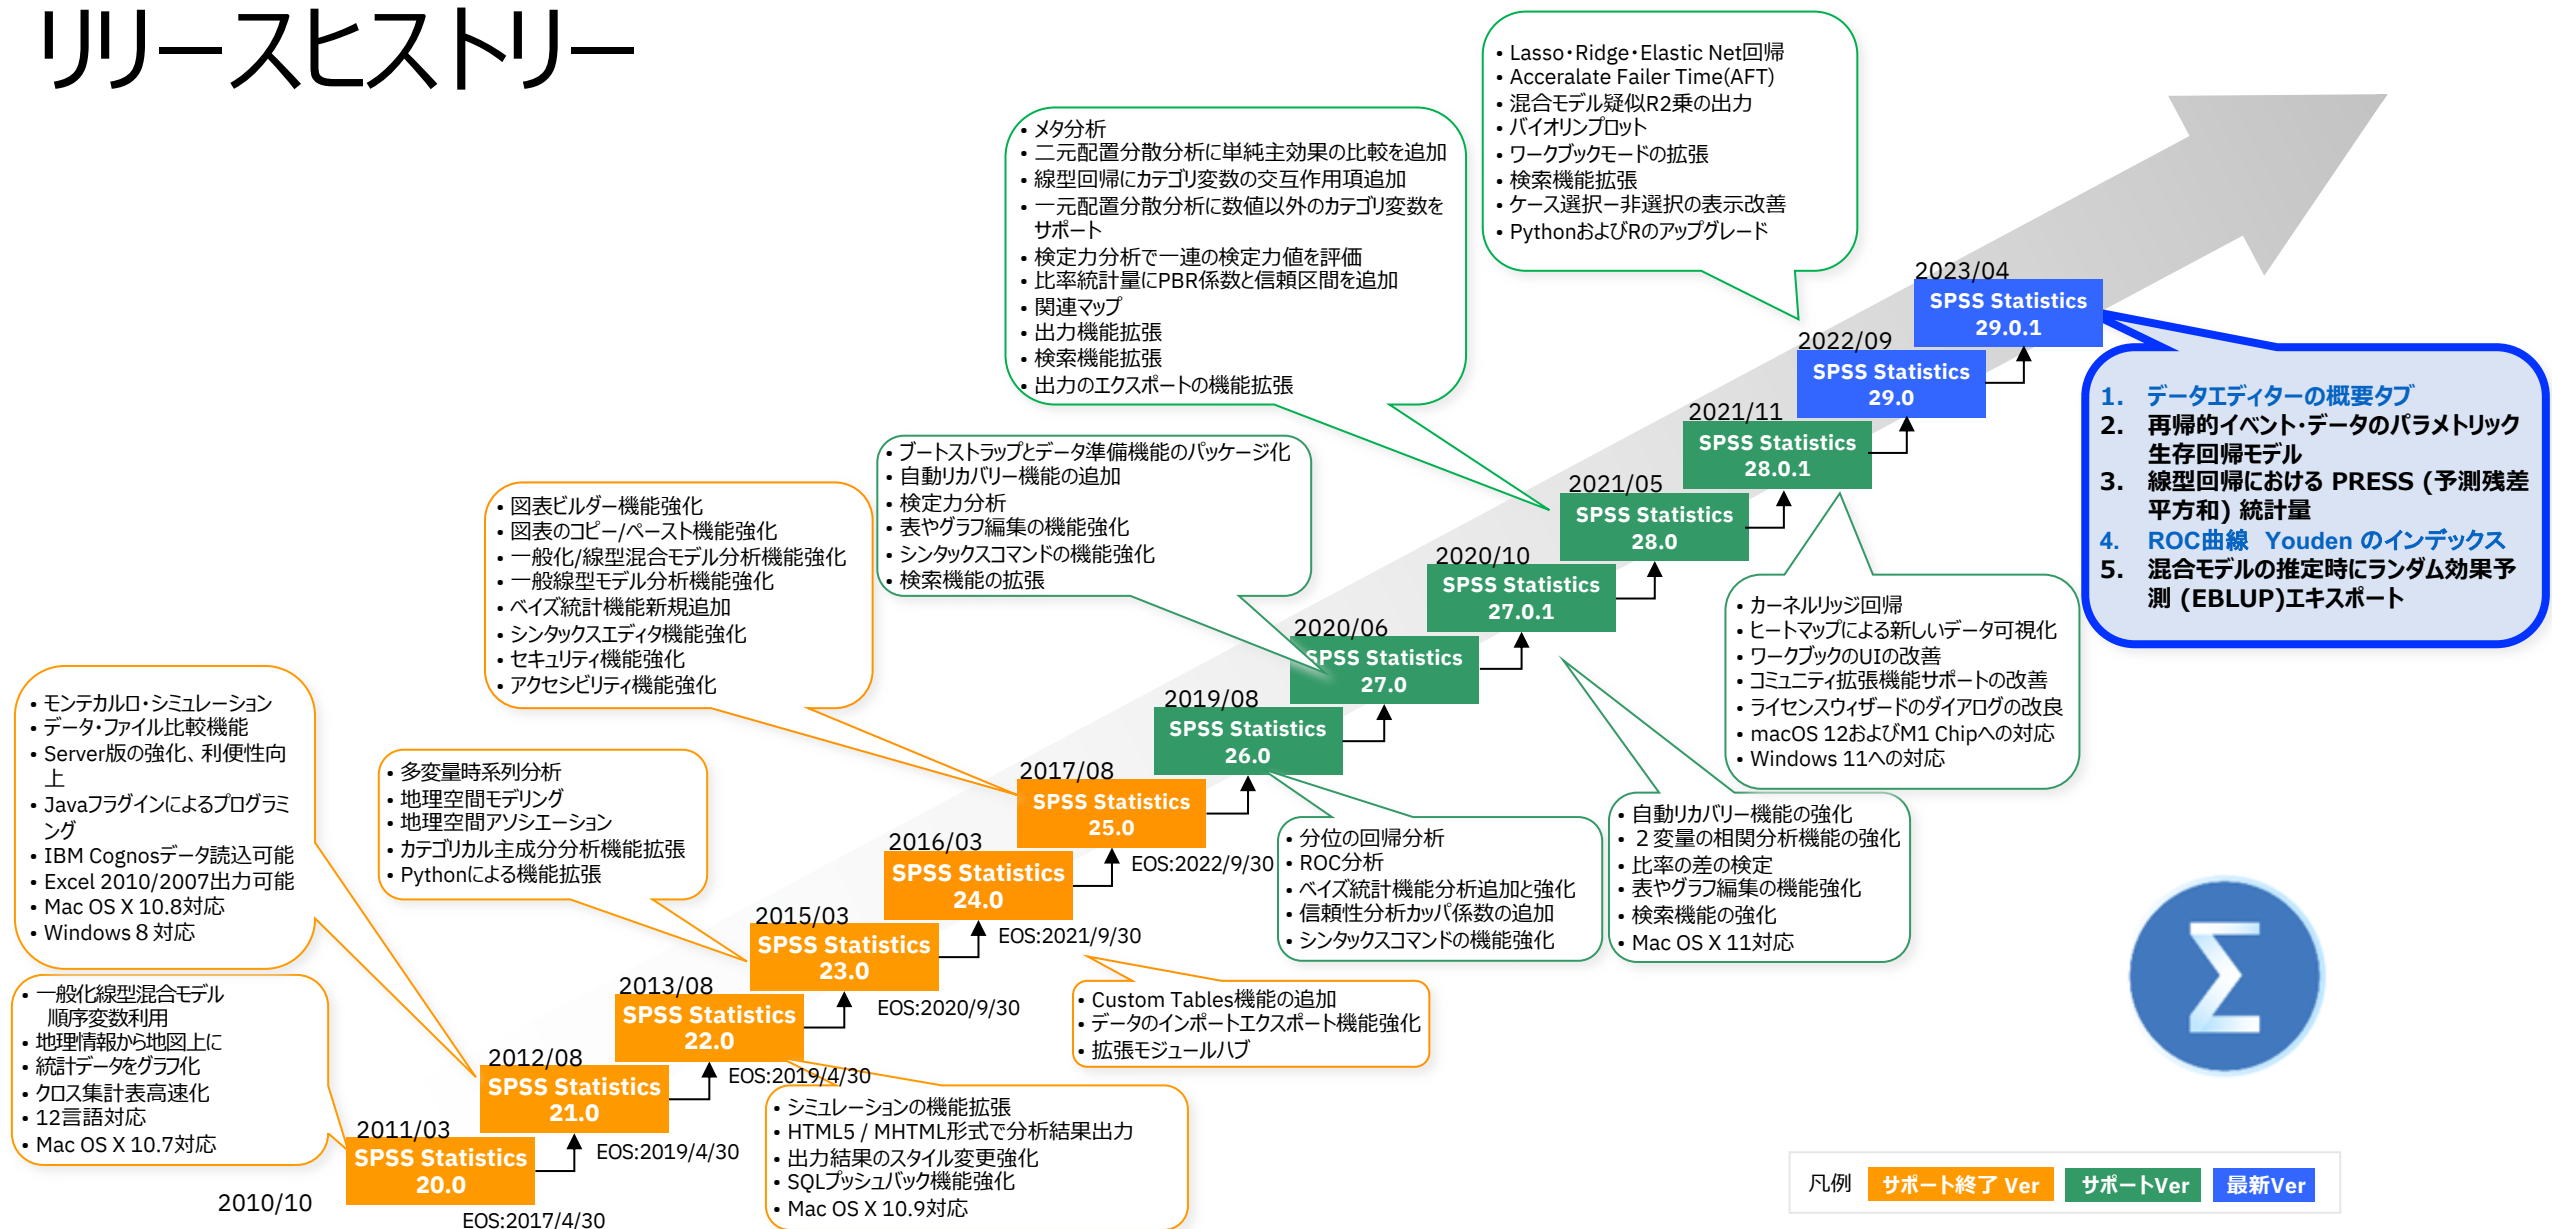 リリースヒストリー
• Lasso・Ridge・Elastic Net回帰
• Acceralate Failer Time(AFT)
• 混合モデル疑似R2乗の出力
• バイオリンプロット
• ワークブックモードの拡張
• 検索機能拡張
• ケース選択ー非選択の表示改善
• PythonおよびRのアップグレード
• メタ分析
• 二元配置分散分析に単純主効果の比較を追加
• 線型回帰にカテゴリ変数の交互作用項追加
• 一元配置分散分析に数値以外のカテゴリ変数を
サポート
• 検定力分析で一連の検定力値を評価
• 比率統計量にPBR係数と信頼区間を追加
• 関連マップ
• 出力機能拡張
• 検索機能拡張
• 出力のエクスポートの機能拡張
2023/04
SPSS Statistics
29.0.1
2022/09
SPSS Statistics
29.0
1. データエディターの概要タブ
2. 再帰的イベント・データのパラメトリック
生存回帰モデル
3. 線型回帰における PRESS (予測残差
平方和) 統計量
4. ROC曲線 Youden のインデックス
5. 混合モデルの推定時にランダム効果予
測 (EBLUP)エキスポート
2021/11
SPSS Statistics
28.0.1
2021/05
SPSS Statistics
28.0
• ブートストラップとデータ準備機能のパッケージ化
• 自動リカバリー機能の追加
• 検定力分析
• 表やグラフ編集の機能強化
• シンタックスコマンドの機能強化
• 検索機能の拡張
2020/10
SPSS Statistics
27.0.1
2020/06
SPSS Statistics
27.0
• カーネルリッジ回帰
• ヒートマップによる新しいデータ可視化
• ワークブックのUIの改善
• コミュニティ拡張機能サポートの改善
• ライセンスウィザードのダイアログの改良
• macOS 12およびM1 Chipへの対応
• Windows 11への対応
• 図表ビルダー機能強化
• 図表のコピー/ペースト機能強化
• 一般化/線型混合モデル分析機能強化
• 一般線型モデル分析機能強化
• ベイズ統計機能新規追加
• シンタックスエディタ機能強化
• セキュリティ機能強化
• アクセシビリティ機能強化
2019/08
SPSS Statistics
26.0
2017/08
SPSS Statistics
25.0
EOS:2022/9/30
• 分位の回帰分析
• ROC分析
• ベイズ統計機能分析追加と強化
• 信頼性分析カッパ係数の追加
• シンタックスコマンドの機能強化
• 自動リカバリー機能の強化
• ２変量の相関分析機能の強化
• 比率の差の検定
• 表やグラフ編集の機能強化
• 検索機能の強化
• Mac OS X 11対応
• モンテカルロ・シミュレーション
• データ・ファイル比較機能
• Server版の強化、利便性向
上
• Javaフラグインによるプログラミ
ング
• IBM Cognosデータ読込可能
• Excel 2010/2007出力可能
• Mac OS X 10.8対応
• Windows 8 対応
• 多変量時系列分析
• 地理空間モデリング
• 地理空間アソシエーション
• カテゴリカル主成分分析機能拡張
• Pythonによる機能拡張
2016/03
SPSS Statistics
24.0
EOS:2021/9/30
2015/03
SPSS Statistics
23.0
EOS:2020/9/30
• Custom Tables機能の追加
• データのインポートエクスポート機能強化
• 拡張モジュールハブ
2013/08
SPSS Statistics
22.0
EOS:2019/4/30
• 一般化線型混合モデル
順序変数利用
• 地理情報から地図上に
• 統計データをグラフ化
• クロス集計表高速化
• 12言語対応
• Mac OS X 10.7対応
2012/08
SPSS Statistics
21.0
EOS:2019/4/30
• シミュレーションの機能拡張
• HTML5 / MHTML形式で分析結果出力
• 出力結果のスタイル変更強化
• SQLプッシュバック機能強化
• Mac OS X 10.9対応
2011/03
SPSS Statistics
20.0
2010/10
EOS:2017/4/30
Σ
凡例 サポート終了 Ver サポートVer 最新Ver